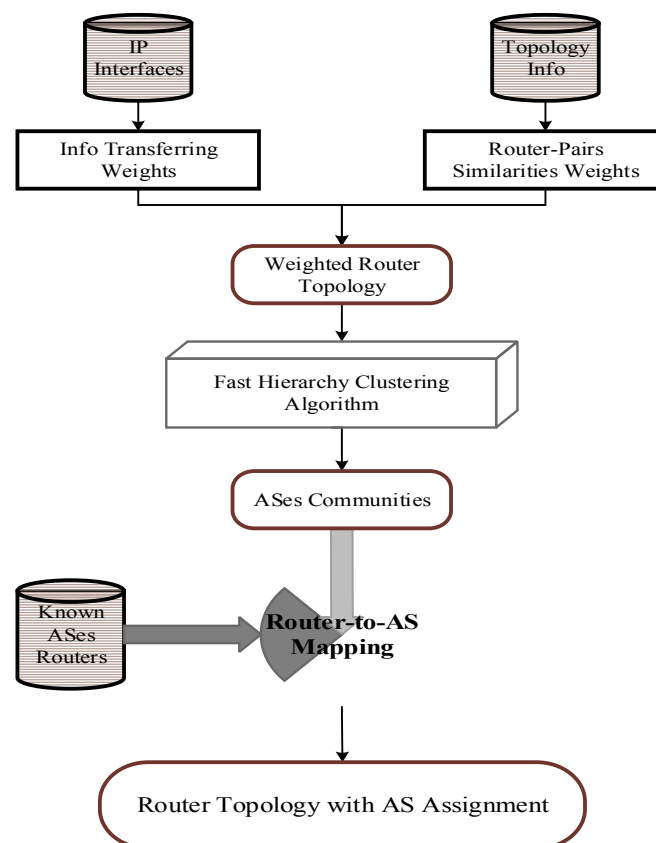 IP
Interfaces
Topology
Info
Info Transferring
Weights
Router-Pairs
Similarities Weights
Weighted Router
Topology
Fast Hierarchy Clustering
Algorithm
ASes Communities
Known
ASes
Routers
Router-to-AS
Mapping
Router Topology with AS Assignment